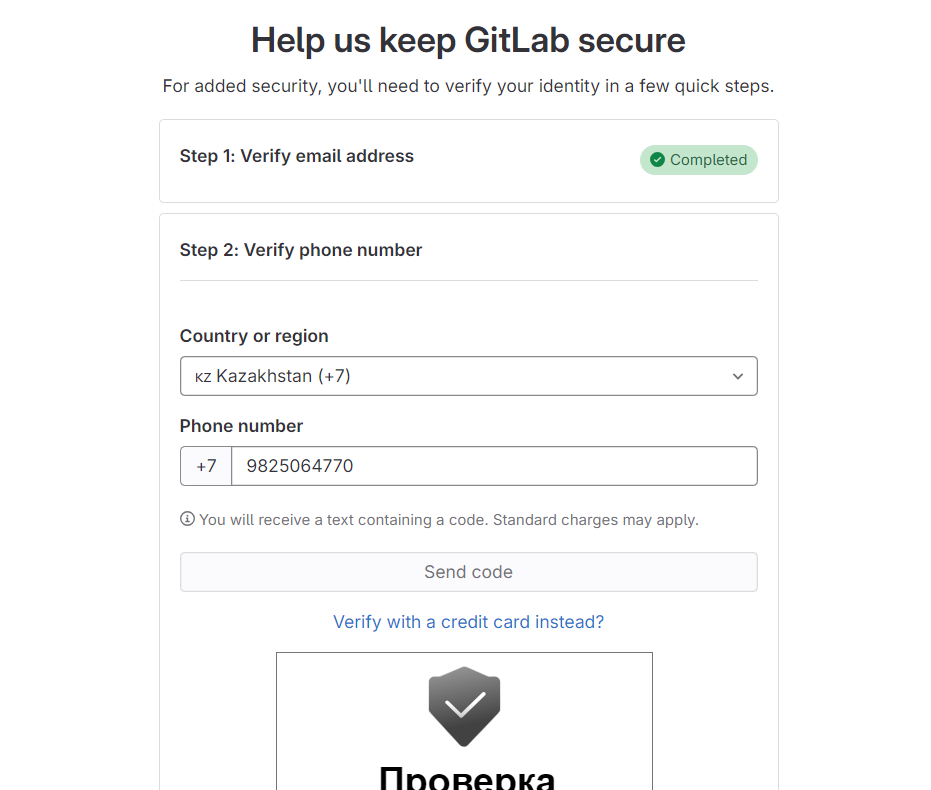 Help us keep GitLab secure
For added security, you'll need to verify your identity in a few quick steps.
Step 1: Verify email address
Completed
Step 2: Verify phone number
Country or region
KZ Kazakhstan (+7)
Phone number
+7 9825064770
You will receive a text containing a code. Standard charges may apply.
Send code
Verify with a credit card instead?
Проверка